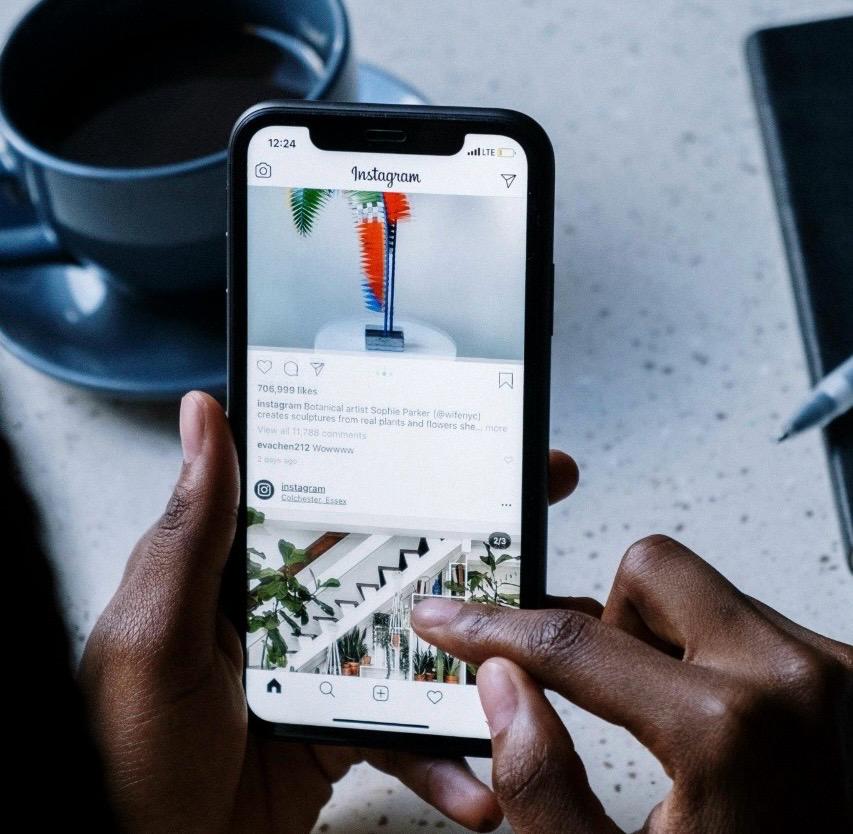 12:24
LTE
Instagram
706,999 likes
instagram Botanical artist Sophie Parker (@wifenyc)
creates sculptures from real plants and flowers she... more
View all 11,788 comments
evachen212 Wowwww
2 days ago
instagram
Colchester, Essex
2/3